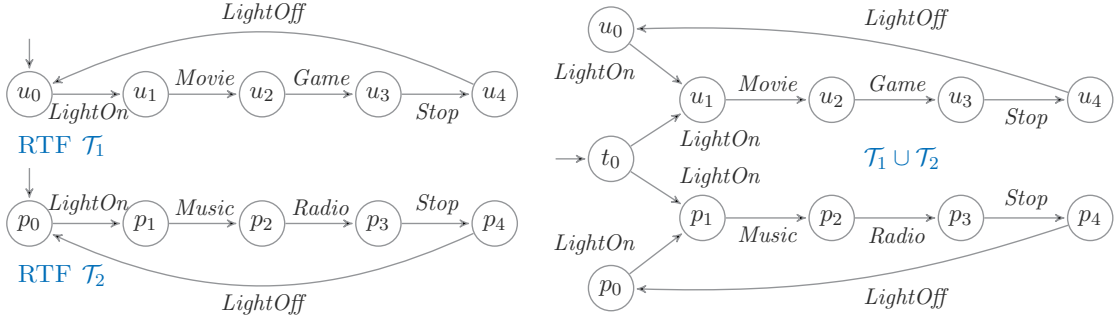 LightOff
u0 LightOn u1 Movie u2 Game u3 Stop u4
RTF 𝒯1
p0 LightOn p1 Music p2 Radio p3 Stop p4
RTF 𝒯2
LightOff
u0
LightOff
LightOn
u1 Movie u2 Game u3 Stop u4
LightOn
t0
𝒯1 ∪ 𝒯2
LightOn
p1 Music p2 Radio p3 Stop p4
LightOn
p0
LightOff